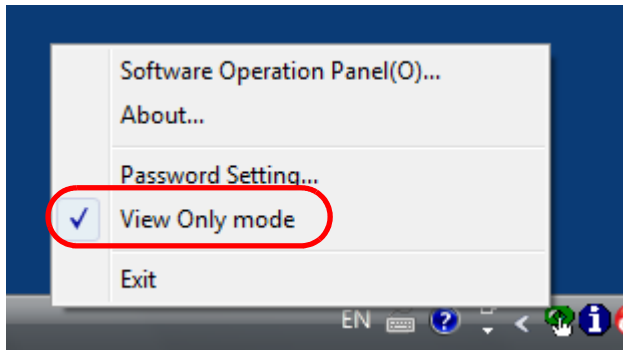 Software Operation Panel(O)...
About...
Password Setting...
View Only mode
Exit
EN